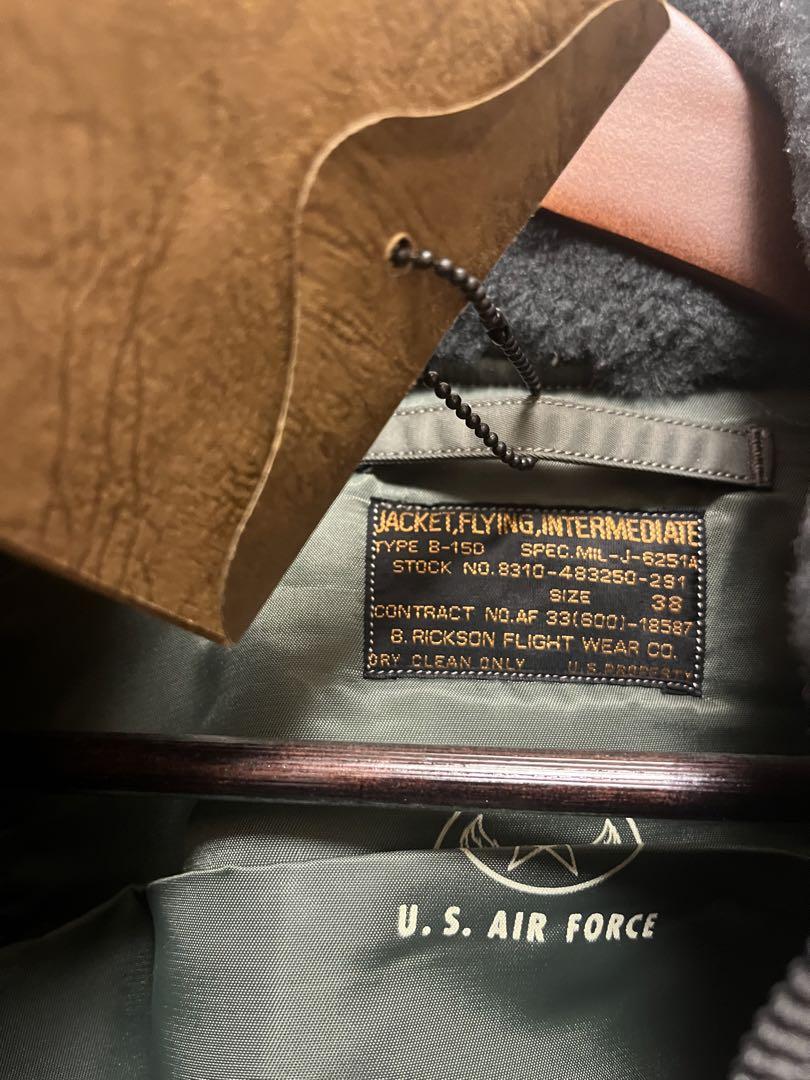 JACKET,FLYING,INTERMEDIATE
TYPE B-15D SPEC.MIL-J-6251A
STOCK NO.8310-483250-291
SIZE 38
CONTRACT NO.AF 33(600)-18587
B.RICKSON FLIGHT WEAR CO.
DRY CLEAN ONLY U.S.PROPERTY
U.S. AIR FORCE